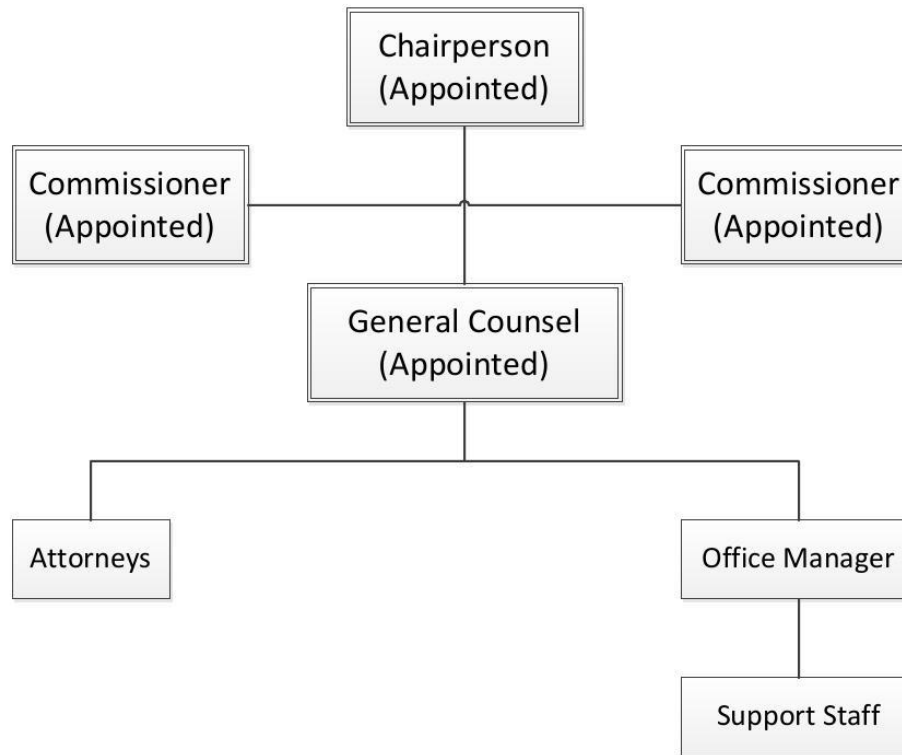 Chairperson
(Appointed)
Commissioner
(Appointed)
Commissioner
(Appointed)
General Counsel
(Appointed)
Attorneys
Office Manager
Support Staff